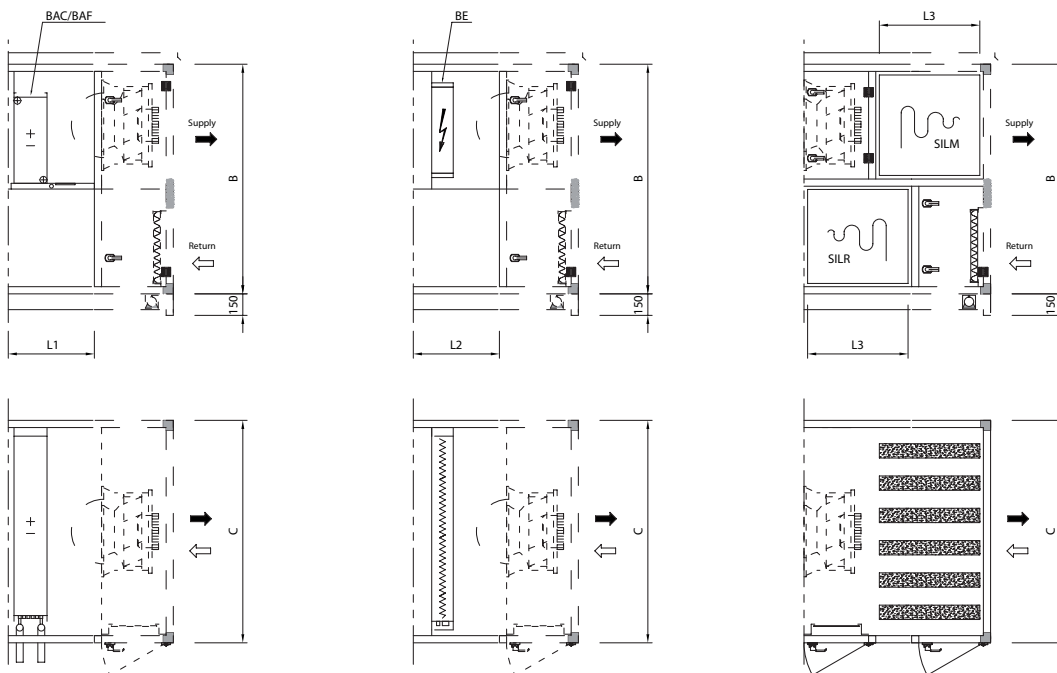 BAC/BAF
Supply
B
Return
150
L1
BE
Supply
B
Return
150
L2
L3
SILM
Supply
B
SILR
Return
150
L3
C
C
C